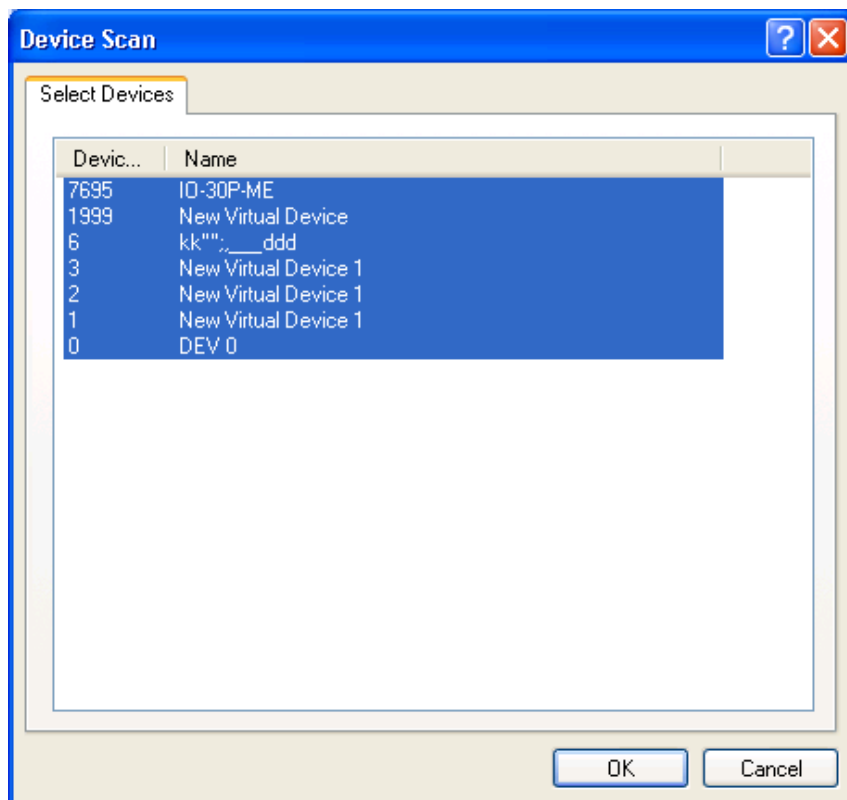 Device Scan
Select Devices
Devic... Name
7695 IO-30P-ME
1999 New Virtual Device
6 kk"";,,___ddd
3 New Virtual Device 1
2 New Virtual Device 1
1 New Virtual Device 1
0 DEV 0
OK Cancel